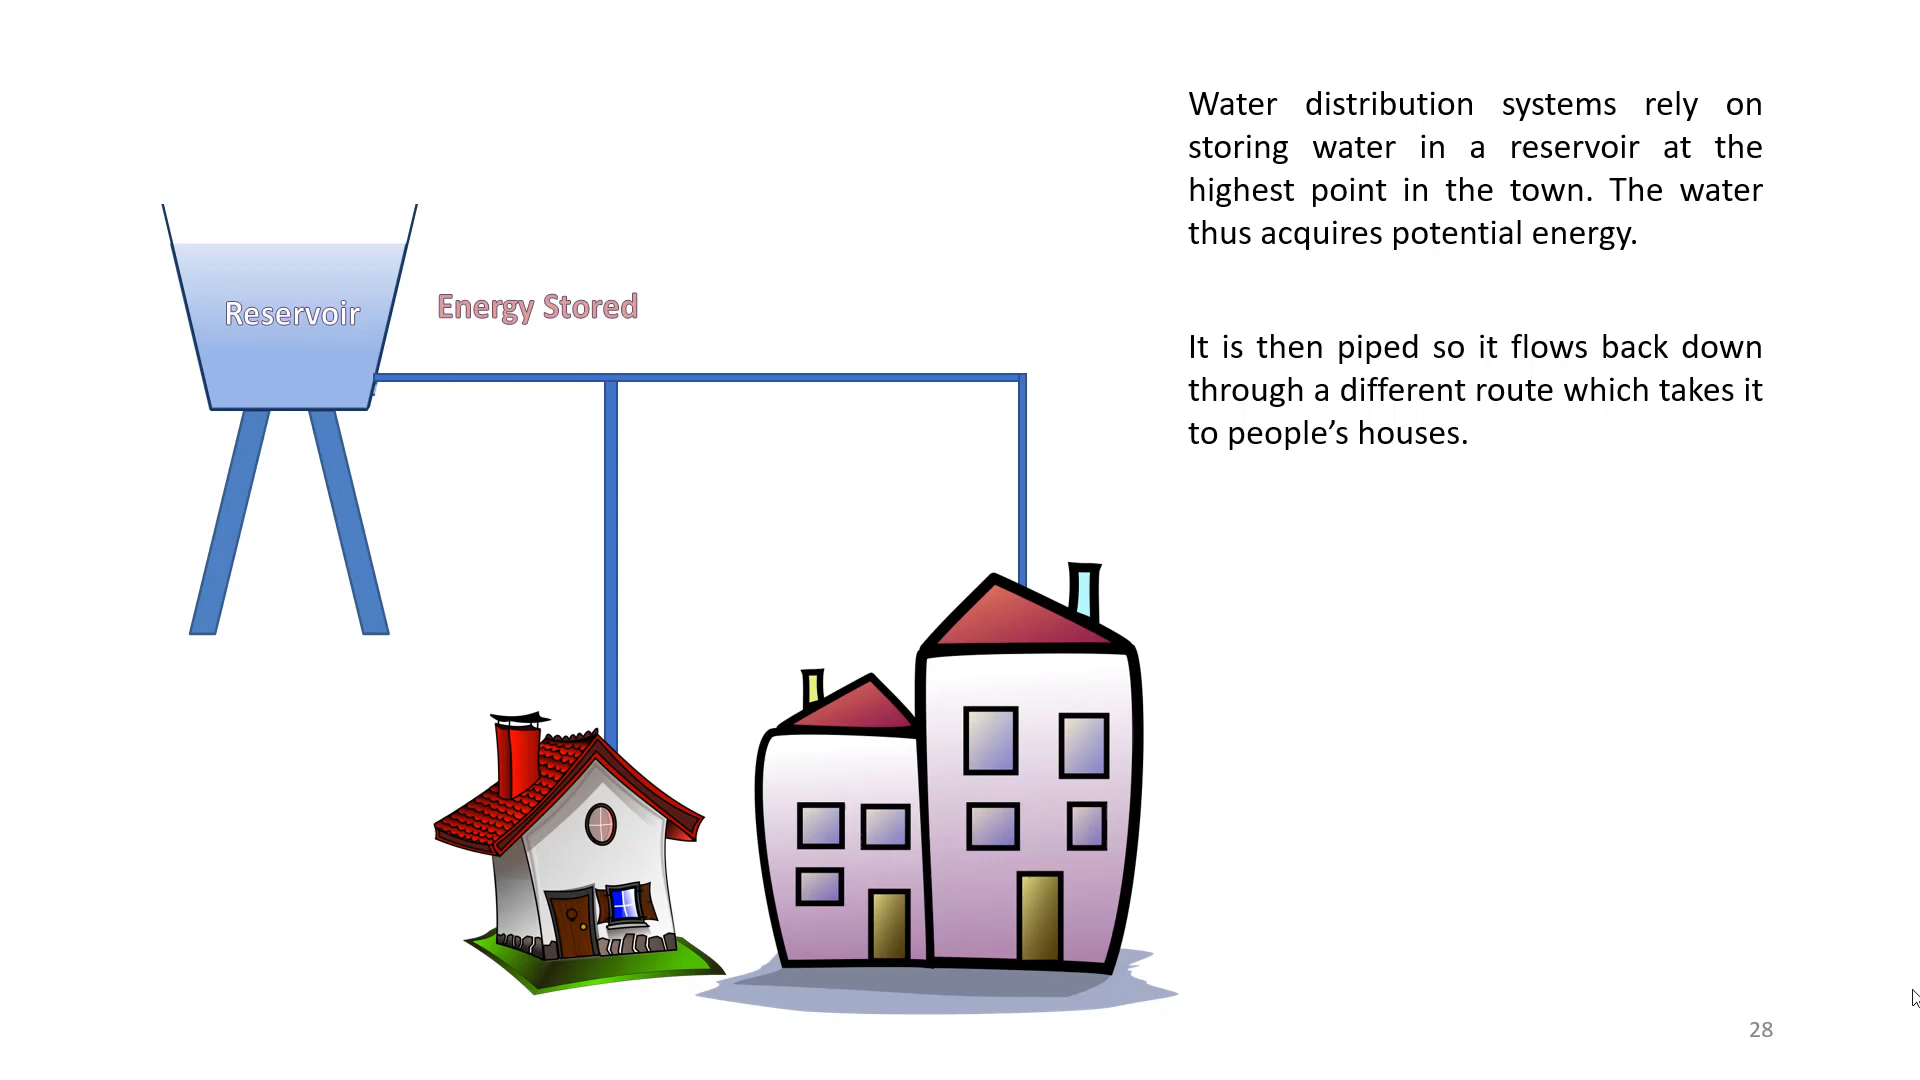 Water distribution systems rely on
storing water in a reservoir at the
highest point in the town. The water
thus acquires potential energy.
Reservoir
Energy Stored
It is then piped so it flows back down
through a different route which takes it
to people’s houses.
28